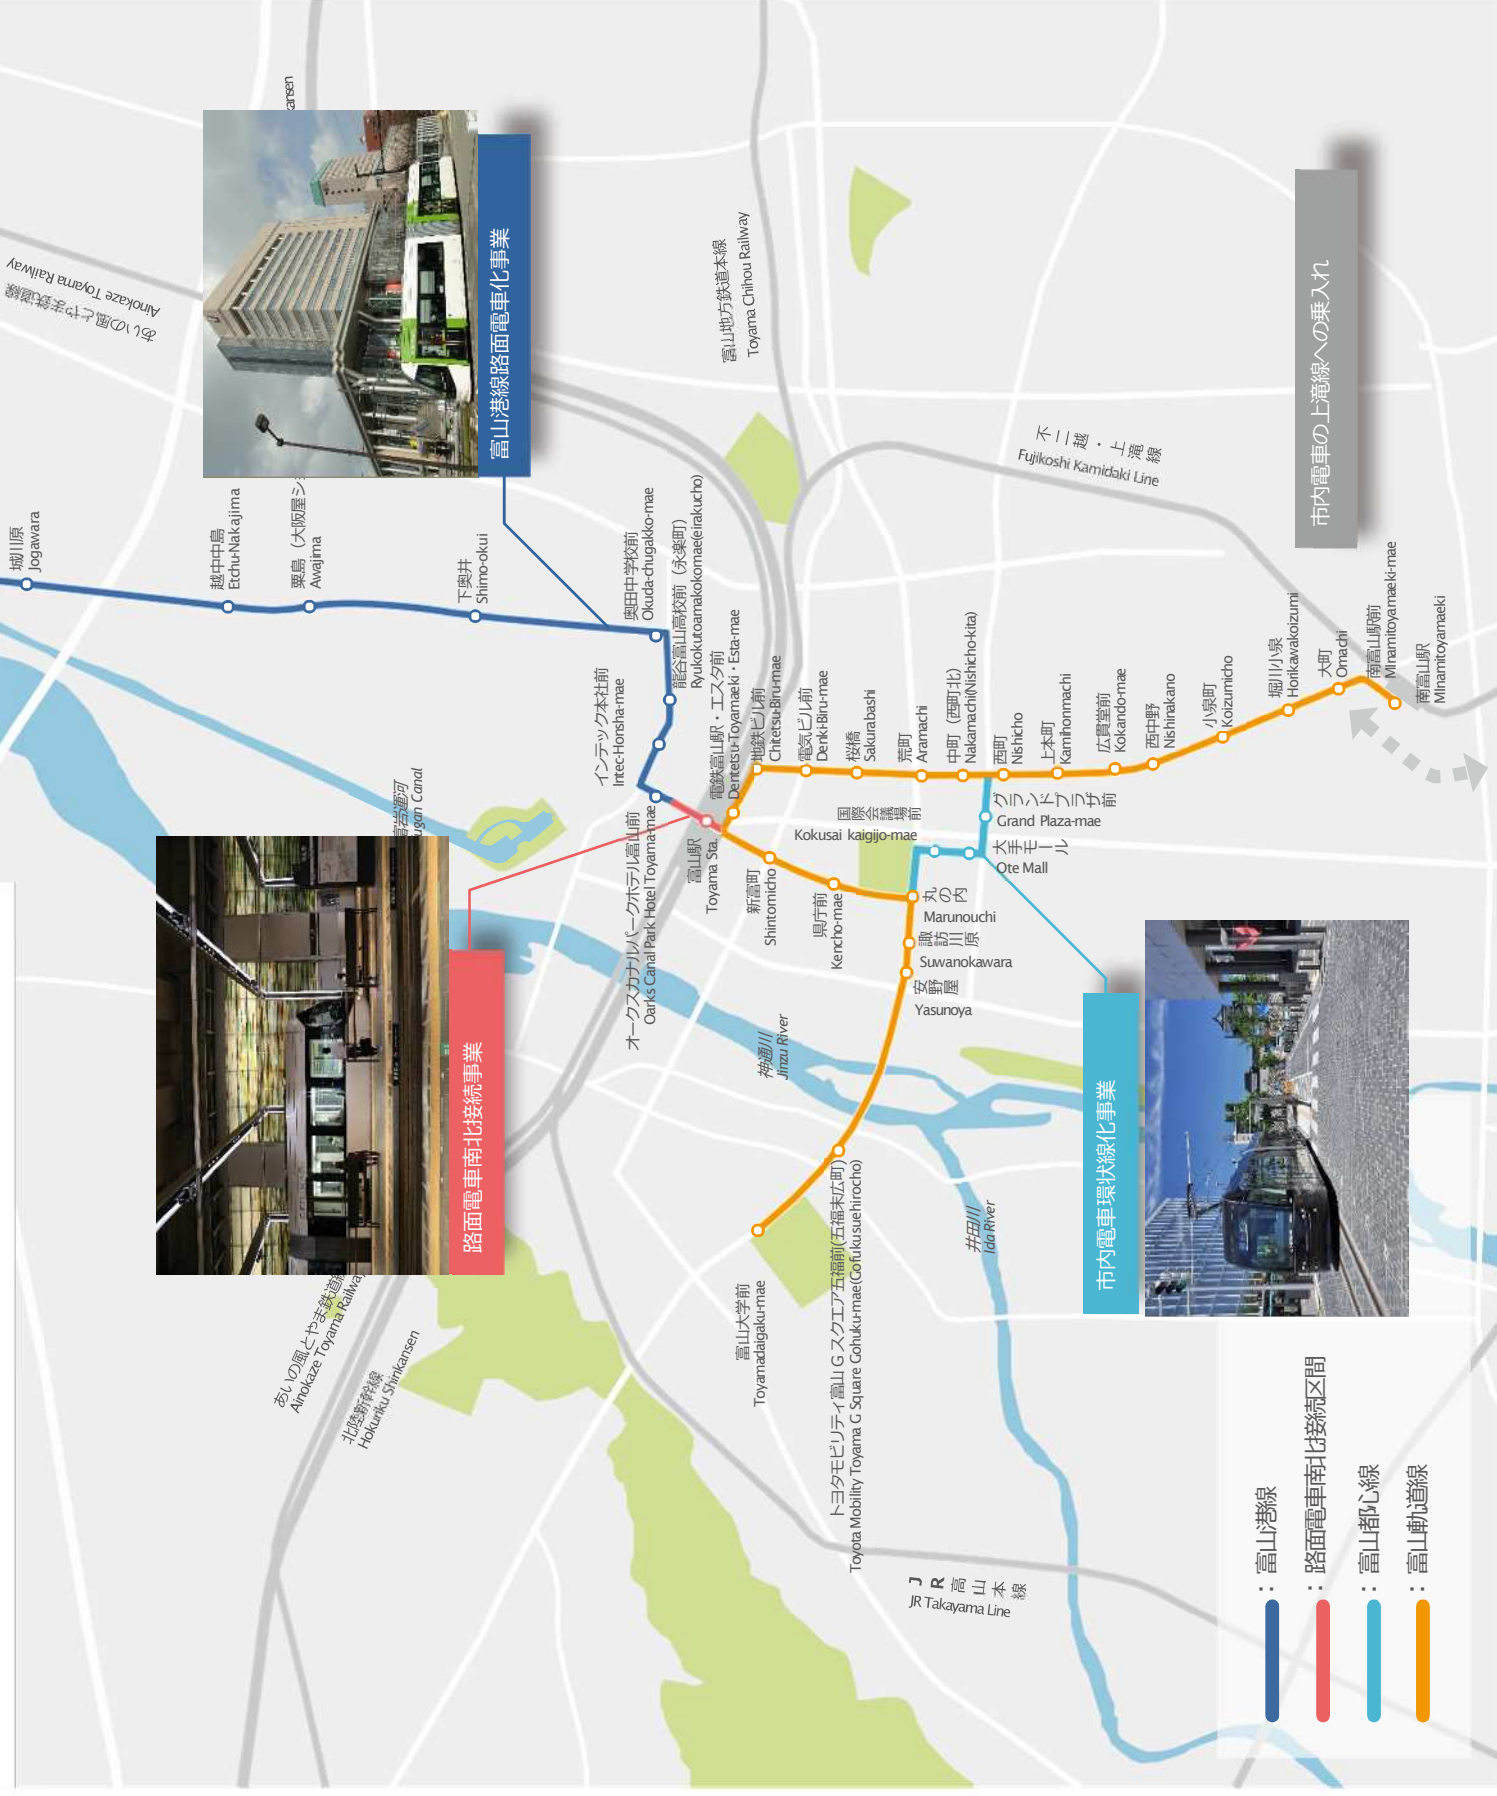 城川原
Jogawara
越中中島
Etchu-Nakajima
粟島（大阪屋シ
Awajima
下奥井
Shimo-okui
奥田中学校前
Okuda-chugakko-mae
龍谷富山高校前（永楽町）
Ryukokutoamakokomae(eirakucho)
インテック本社前
Intec-Honsha-mae
オークスカナルパークホテル富山前
Oarks Canal Park Hotel Toyama-mae
富山駅
Toyama Sta.
電鉄富山駅・エスタ前
Dentetsu-Toyamaeki・Esta-mae
地鉄ビル前
Chitetsu-Biru-mae
電気ビル前
Denki-Biru-mae
桜橋
Sakurabashi
荒町
Aramachi
中町（西町北）
Nakamachi(Nishicho-kita)
西町
Nishicho
上本町
Kamihonmachi
広貫堂前
Kokando-mae
西中野
Nishinakano
小泉町
Koizumicho
堀川小泉
Horikawakoizumi
大町
Omachi
南富山駅前
MInamitoyamaeki-mae
南富山駅
MInamitoyamaeki
新富町
Shintomicho
県庁前
Kencho-mae
丸の内
Marunouchi
諏訪川原
Suwanokawara
安野屋
Yasunoya
トヨタモビリティ富山 G スクエア五福前(五福末広町)
Toyota Mobility Toyama G Square Gohuku-mae(Gofukusuehirocho)
富山大学前
Toyamadaigaku-mae
国際会議場前
Kokusai kaigijo-mae
大手モール
Ote Mall
グランドプラザ前
Grand Plaza-mae
あいの風とやま鉄道線
Ainokaze Toyama Railway
kansen
富山地方鉄道本線
Toyama Chihou Railway
不二越・上滝線
Fujikoshi Kamidaki Line
富岩運河
ugan Canal
神通川
Jinzu River
井田川
Ida River
あいの風とやま鉄道線
Ainokaze Toyama Railway
北陸新幹線
Hokuriku Shinkansen
JR高山本線
JR Takayama Line
富山港線路面電車化事業
路面電車南北接続事業
市内電車環状線化事業
市内電車の上滝線への乗入れ
：富山港線
：路面電車南北接続区間
：富山都心線
：富山軌道線